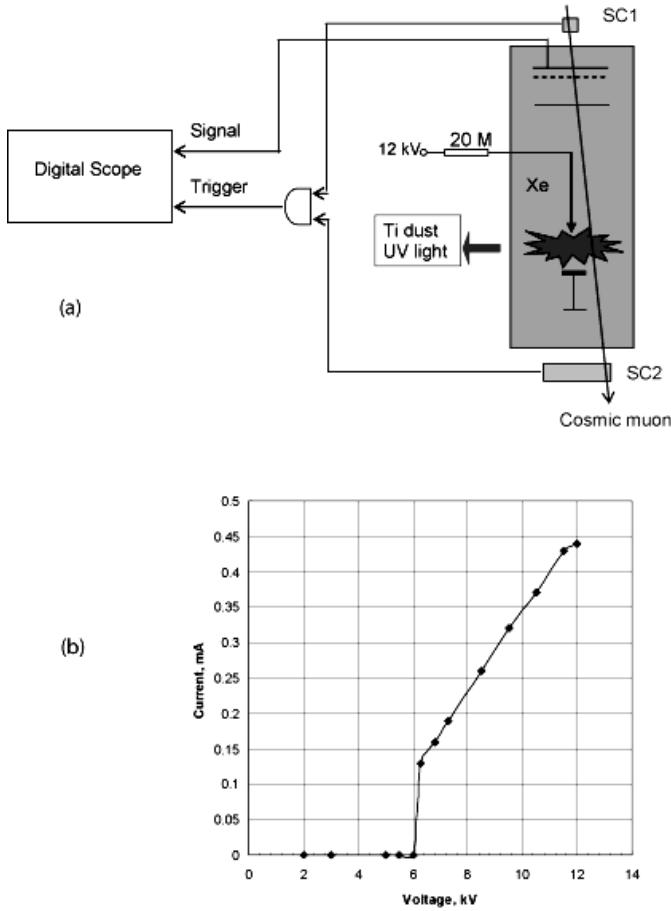 SC1
Signal
20 M
12 kV
Digital Scope
Xe
Trigger
Ti dust
UV light
(a)
SC2
Cosmic muon
0.5
0.45
0.4
0.35
(b)
0.3
Current, mA
0.25
0.2
0.15
0.1
0.05
0
0 2 4 6 8 10 12 14
Voltage, kV